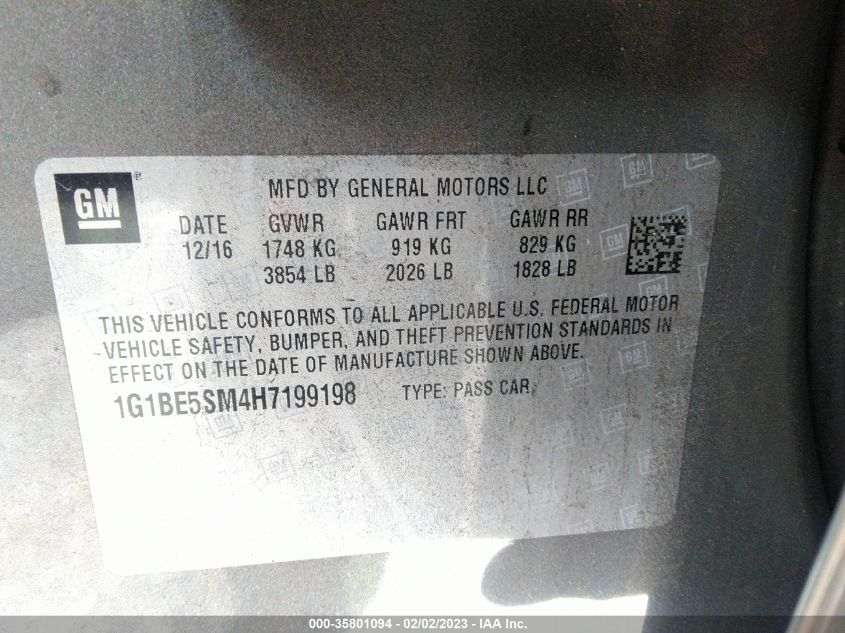 GM
MFD BY GENERAL MOTORS LLC
DATE GVWR GAWR FRT GAWR RR
12/16 1748 KG 919 KG 829 KG
3854 LB 2026 LB 1828 LB
THIS VEHICLE CONFORMS TO ALL APPLICABLE U.S. FEDERAL MOTOR
VEHICLE SAFETY, BUMPER, AND THEFT PREVENTION STANDARDS IN
EFFECT ON THE DATE OF MANUFACTURE SHOWN ABOVE.
1G1BE5SM4H7199198 TYPE: PASS CAR
000-35801094 - 02/02/2023 - IAA Inc.